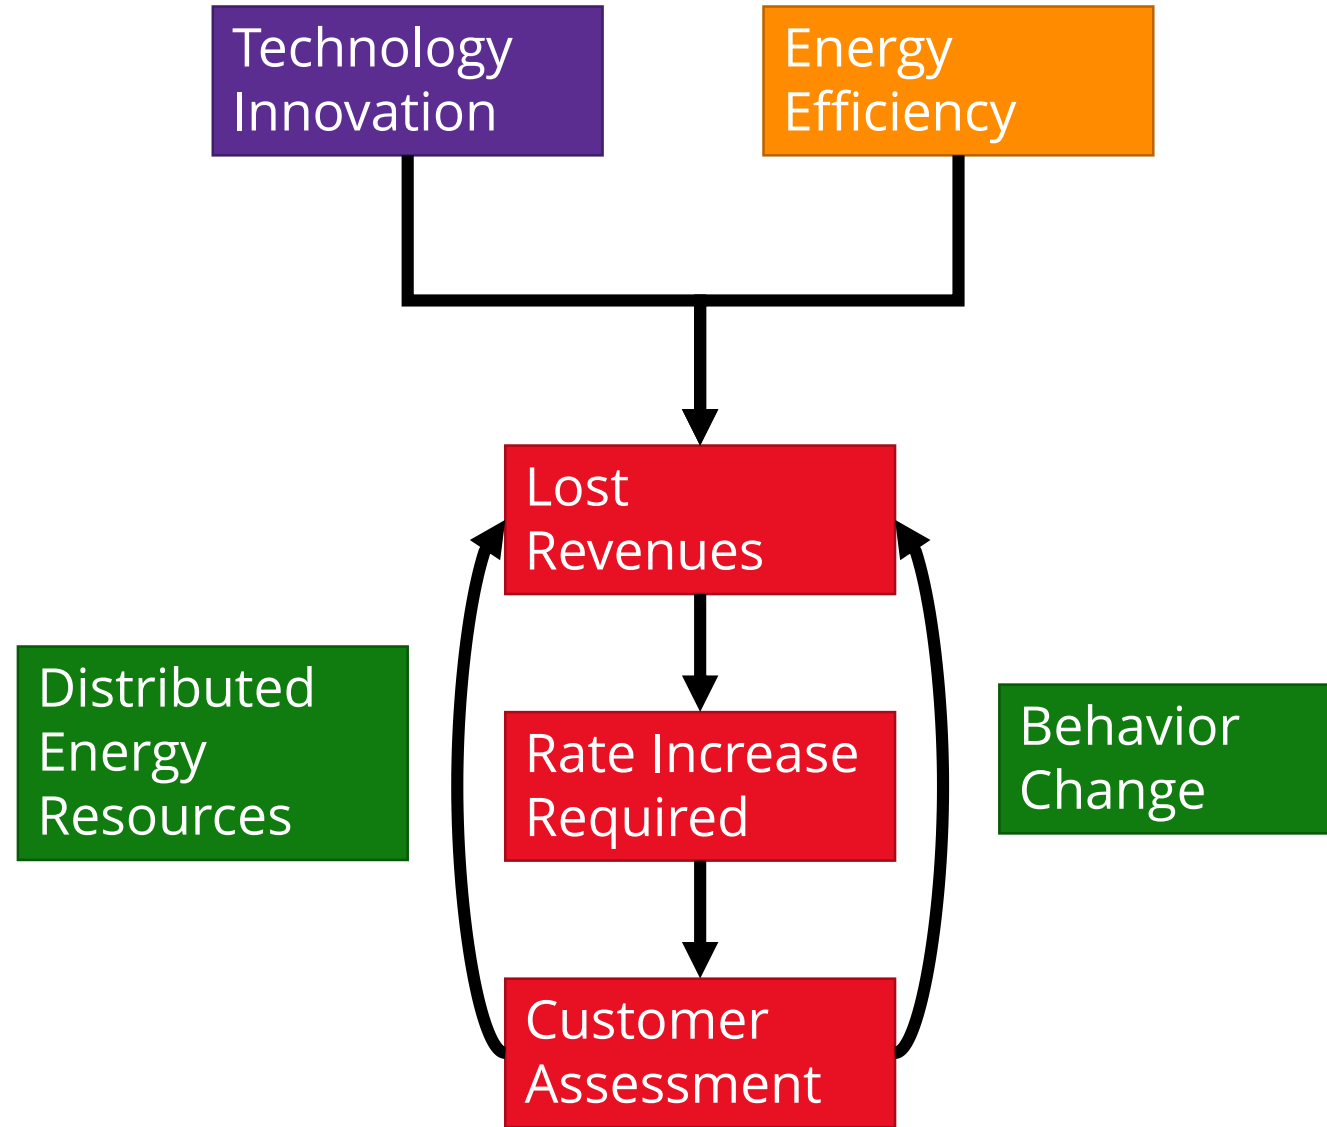 Technology
Innovation
Energy
Efficiency
Lost
Revenues
Distributed
Energy
Resources
Rate Increase
Required
Behavior
Change
Customer
Assessment